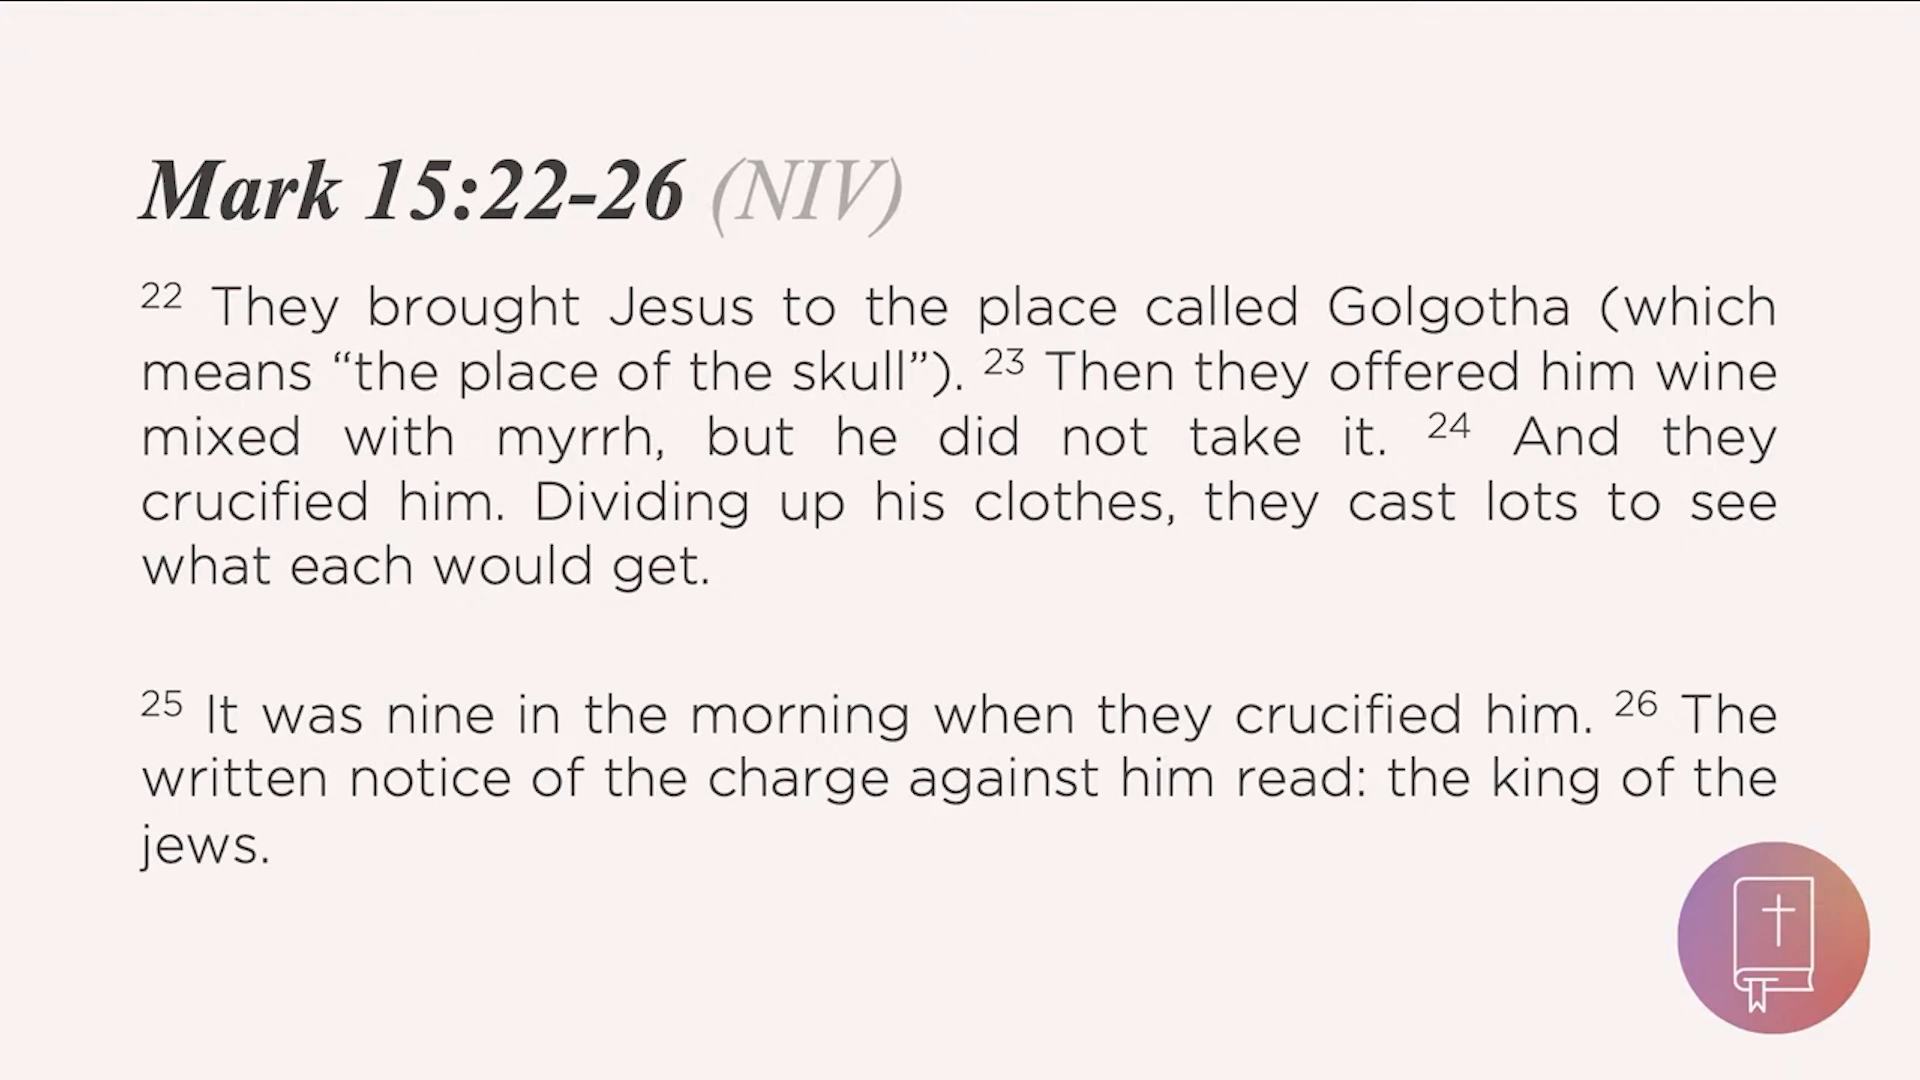 Mark 15:22-26 (NIV)
22 They brought Jesus to the place called Golgotha (which
means “the place of the skull”). 23 Then they offered him wine
mixed with myrrh, but he did not take it. 24 And they
crucified him. Dividing up his clothes, they cast lots to see
what each would get.
25 It was nine in the morning when they crucified him. 26 The
written notice of the charge against him read: the king of the
jews.